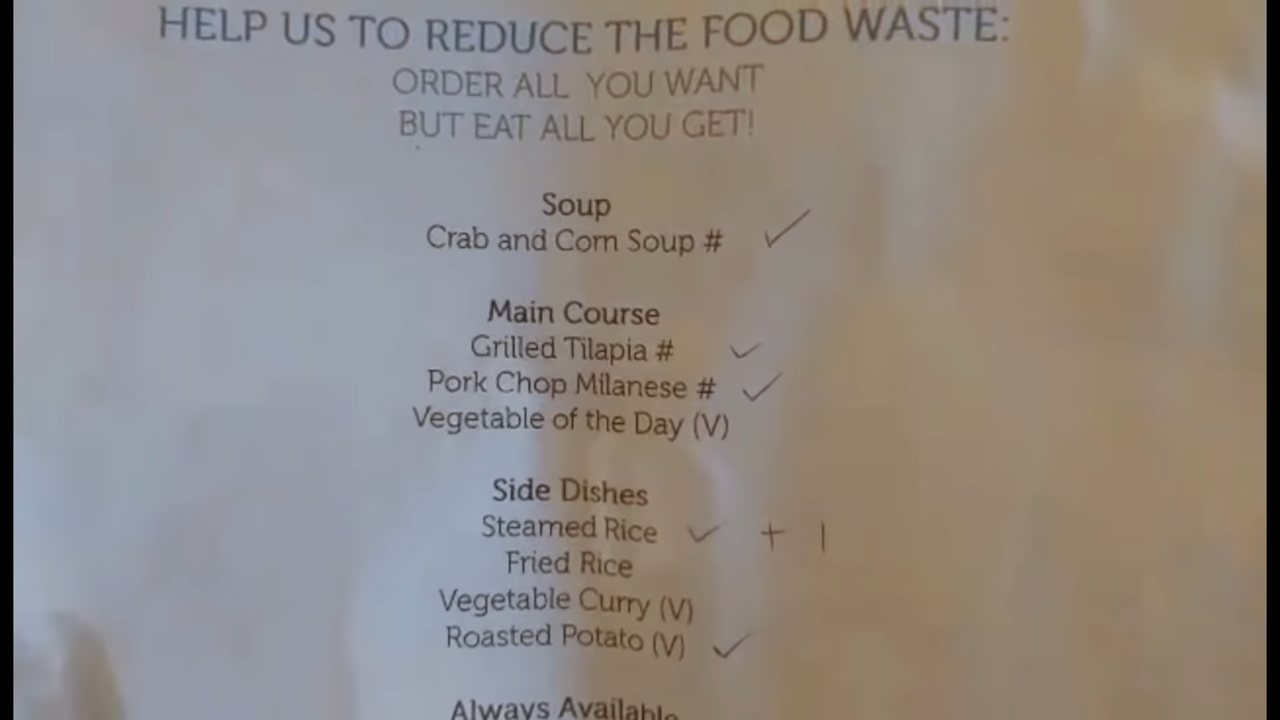 HELP US TO REDUCE THE FOOD WASTE:
ORDER ALL YOU WANT
BUT EAT ALL YOU GET!
Soup
Crab and Corn Soup # ✓
Main Course
Grilled Tilapia # ✓
Pork Chop Milanese # ✓
Vegetable of the Day (V)
Side Dishes
Steamed Rice ✓ + 1
Fried Rice
Vegetable Curry (V)
Roasted Potato (V) ✓
Always Available